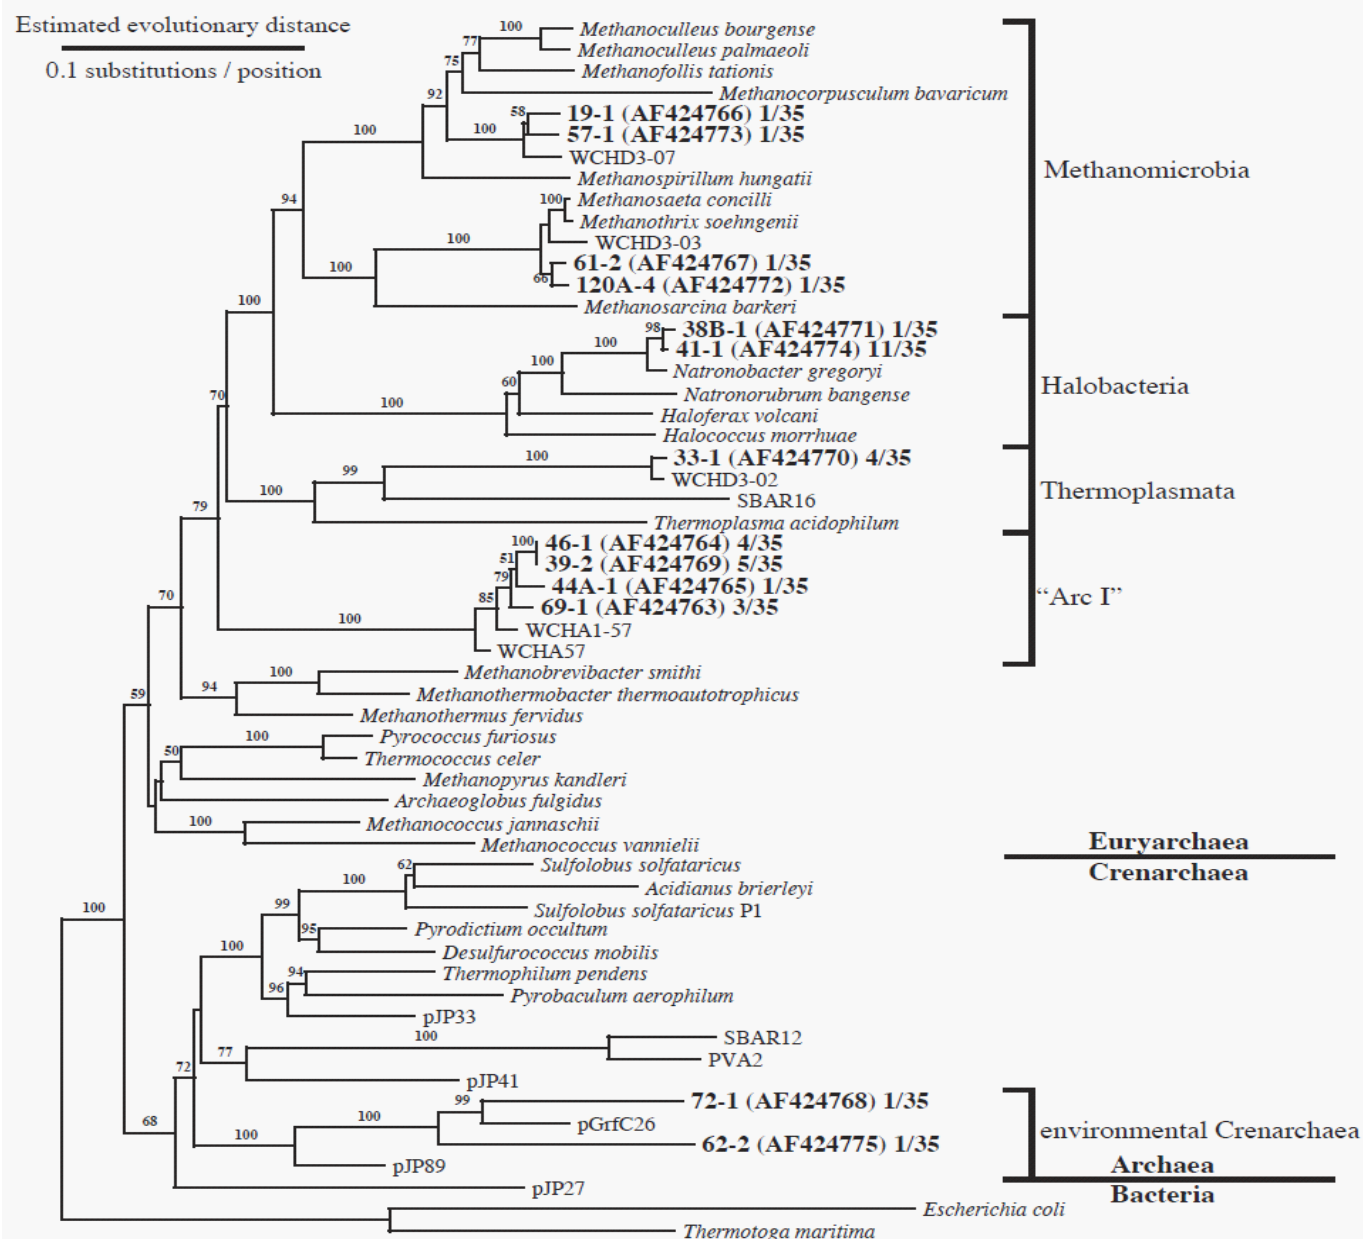 Estimated evolutionary distance
0.1 substitutions / position
100
Methanoculleus bourgense
77
Methanoculleus palmaeoli
75
Methanofollis tationis
92
Methanocorpusculum bavaricum
58
19-1 (AF424766) 1/35
100
100
57-1 (AF424773) 1/35
WCHD3-07
Methanomicrobia
Methanospirillum hungatii
94
100
Methanosaeta concilli
Methanothrix soehngenii
100
WCHD3-03
100
61-2 (AF424767) 1/35
66
120A-4 (AF424772) 1/35
100
Methanosarcina barkeri
98
38B-1 (AF424771) 1/35
100
41-1 (AF424774) 11/35
100
Natronobacter gregoryi
60
Natronorubrum bangense
Halobacteria
70
100
Haloferax volcani
Halococcus morrhuae
100
33-1 (AF424770) 4/35
99
WCHD3-02
100
SBAR16
Thermoplasmata
79
Thermoplasma acidophilum
100
46-1 (AF424764) 4/35
51
39-2 (AF424769) 5/35
79
44A-1 (AF424765) 1/35
70
85
69-1 (AF424763) 3/35
"Arc I"
100
WCHA1-57
WCHA57
100
Methanobrevibacter smithi
59
94
Methanothermobacter thermoautotrophicus
Methanothermus fervidus
100
Pyrococcus furiosus
50
Thermococcus celer
Methanopyrus kandleri
Archaeoglobus fulgidus
100
Methanococcus jannaschii
Methanococcus vannielii
Euryarchaea
Crenarchaea
62
Sulfolobus solfataricus
100
Acidianus brierleyi
100
99
Sulfolobus solfataricus P1
95
Pyrodictium occultum
100
Desulfurococcus mobilis
94
Thermophilum pendens
96
Pyrobaculum aerophilum
pJP33
100
SBAR12
77
PVA2
72
pJP41
99
72-1 (AF424768) 1/35
68
100
pGrfC26
100
62-2 (AF424775) 1/35
environmental Crenarchaea
pJP89
Archaea
pJP27
Bacteria
Escherichia coli
Thermotoga maritima